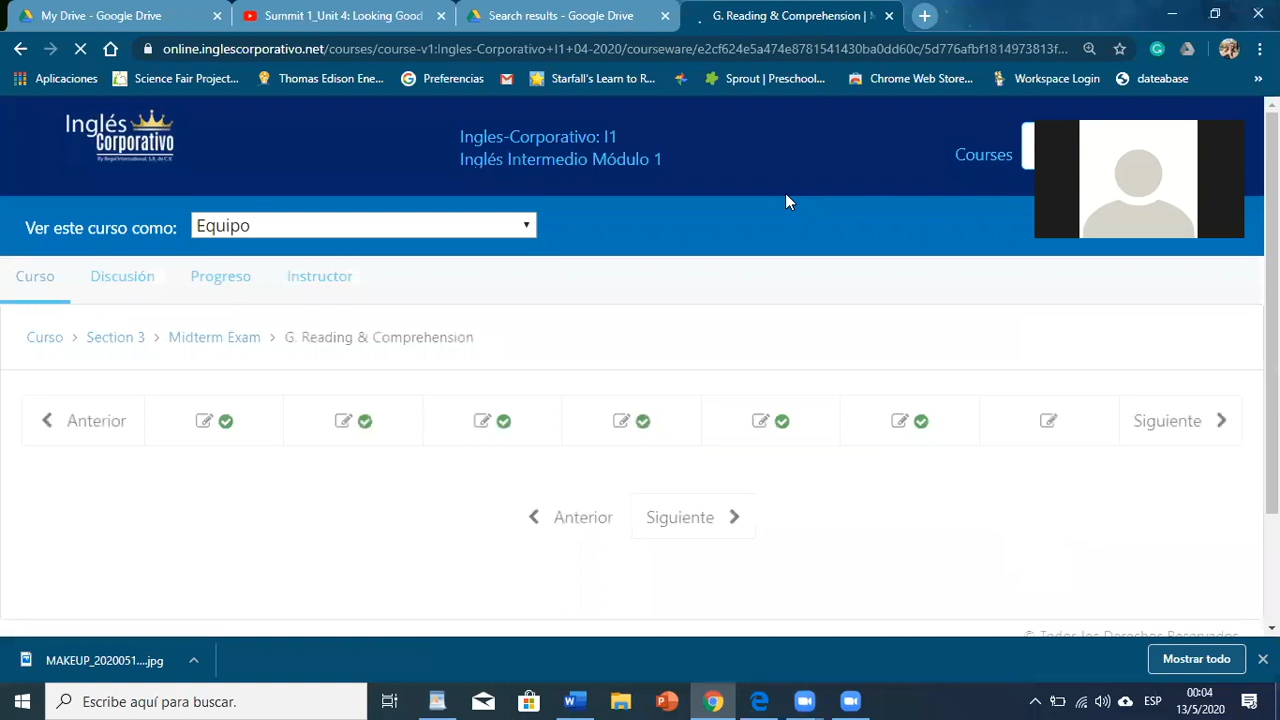 My Drive - Google Drive
Summit 1_Unit 4: Looking Good
Search results - Google Drive
G. Reading & Comprehension |
online.inglescorporativo.net/courses/course-v1:Ingles-Corporativo+I1+04-2020/courseware/e2cf624e5a474e8781541430ba0dd60c/5d776afbf1814973813f...
Aplicaciones
Science Fair Project...
Thomas Edison Ene...
Preferencias
Starfall's Learn to R...
Sprout | Preschool...
Chrome Web Store...
Workspace Login
dateabase
Inglés
Corporativo
Ingles-Corporativo: I1
Inglés Intermedio Módulo 1
Courses
Ver este curso como:
Equipo
Curso
Discusión
Progreso
Instructor
Curso > Section 3 > Midterm Exam > G. Reading & Comprehension
Anterior
Siguiente
Anterior
Siguiente
© Todos los Derechos Reservados
MAKEUP_2020051....jpg
Mostrar todo
Escribe aquí para buscar.
ESP
00:04
13/5/2020